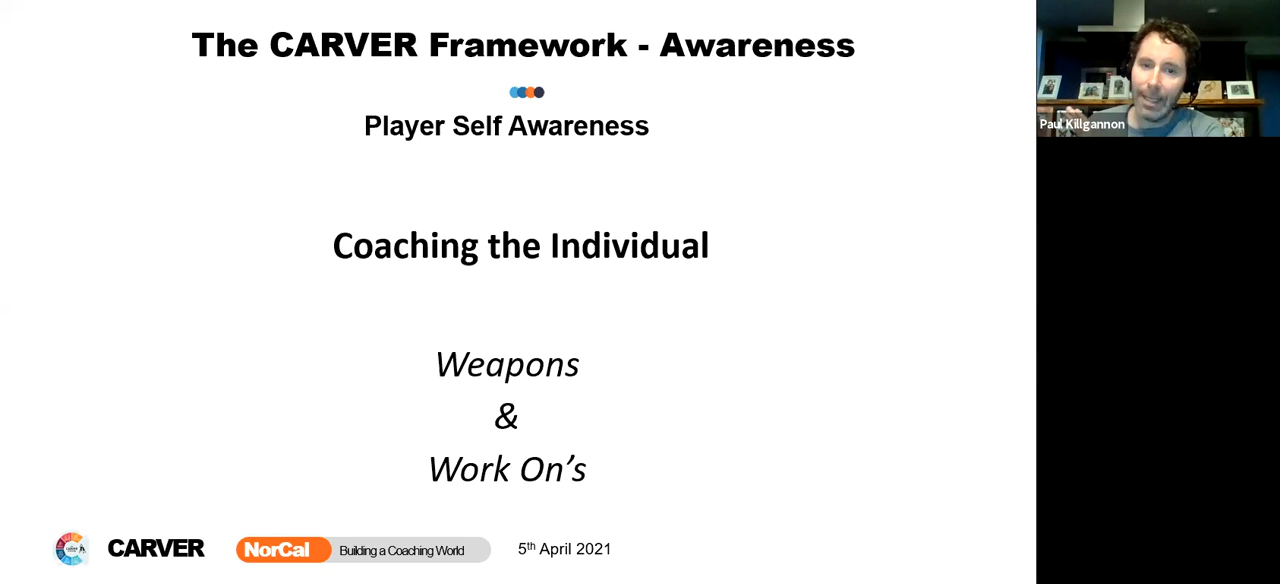 The CARVER Framework - Awareness
Player Self Awareness
Coaching the Individual
Weapons
&
Work On’s
CARVER
NorCal Building a Coaching World
5th April 2021
Paul Killgannon